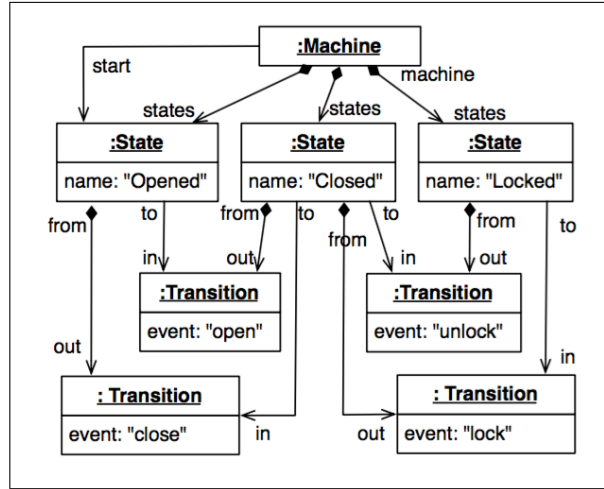 :Machine
start
machine
states
states
states
:State
name: "Opened"
:State
name: "Closed"
:State
name: "Locked"
from
to
from
to
from
to
from
to
in
out
in
out
:Transition
event: "open"
:Transition
event: "unlock"
out
in
: Transition
event: "close"
in
out
: Transition
event: "lock"